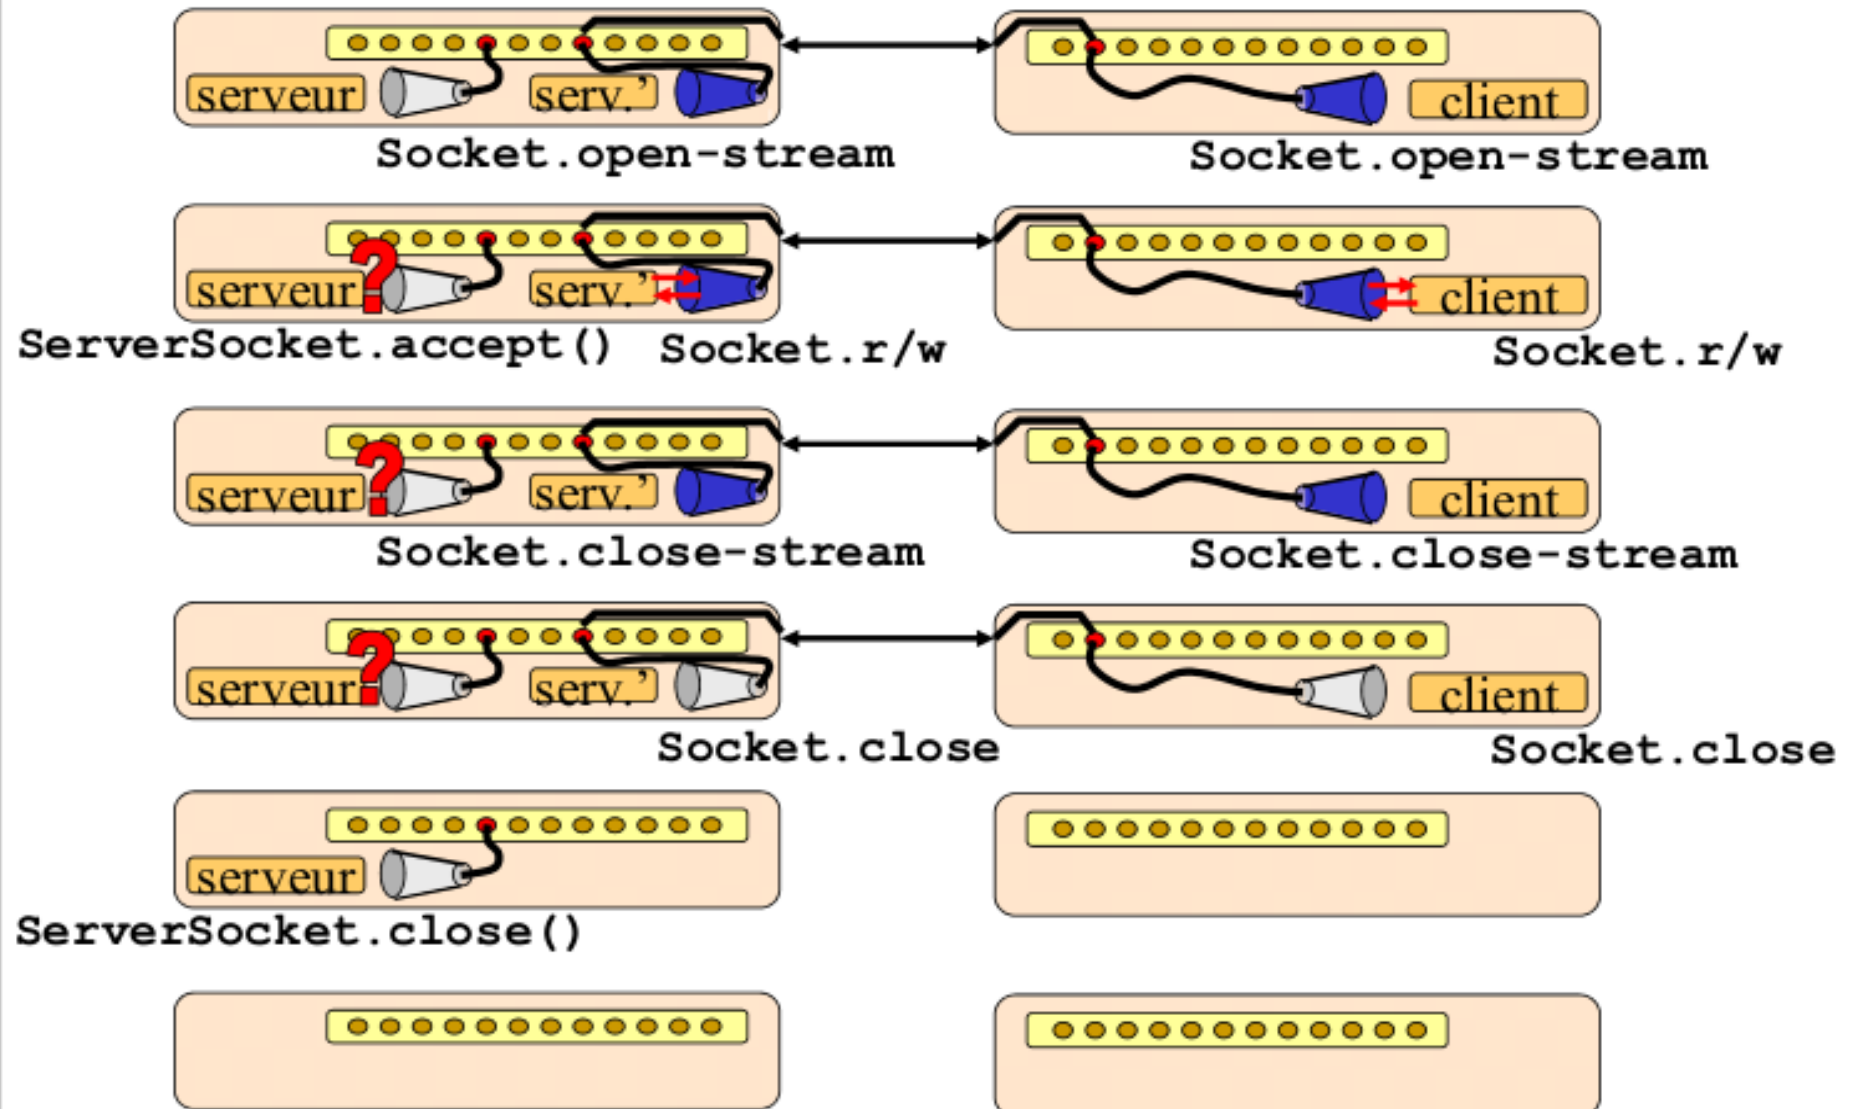 serveur serv.’ client
Socket.open-stream Socket.open-stream
serveur serv.’ client
?
ServerSocket.accept() Socket.r/w Socket.r/w
serveur serv.’ client
?
Socket.close-stream Socket.close-stream
serveur serv.’ client
?
Socket.close Socket.close
serveur
ServerSocket.close()